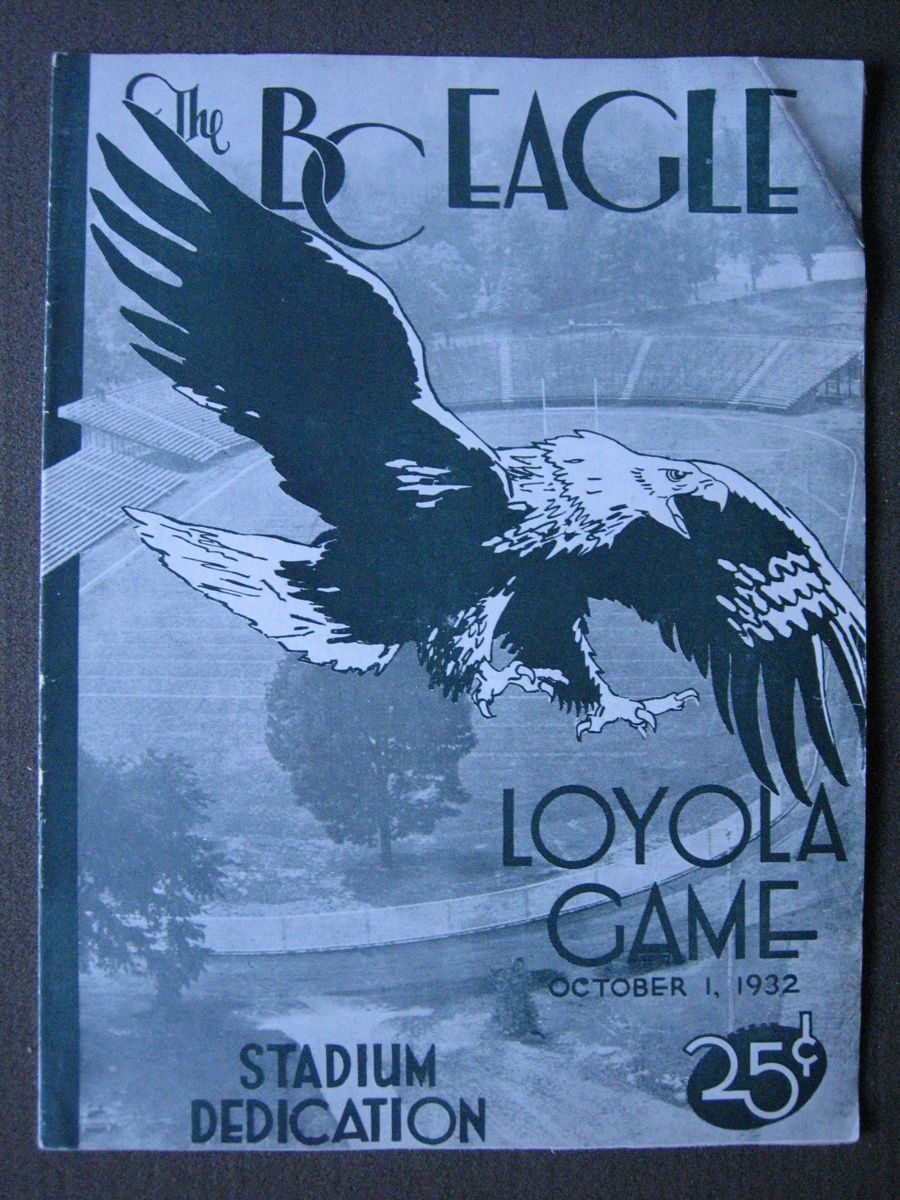 The BC EAGLE
LOYOLA
GAME
OCTOBER 1, 1932
STADIUM
DEDICATION
25¢